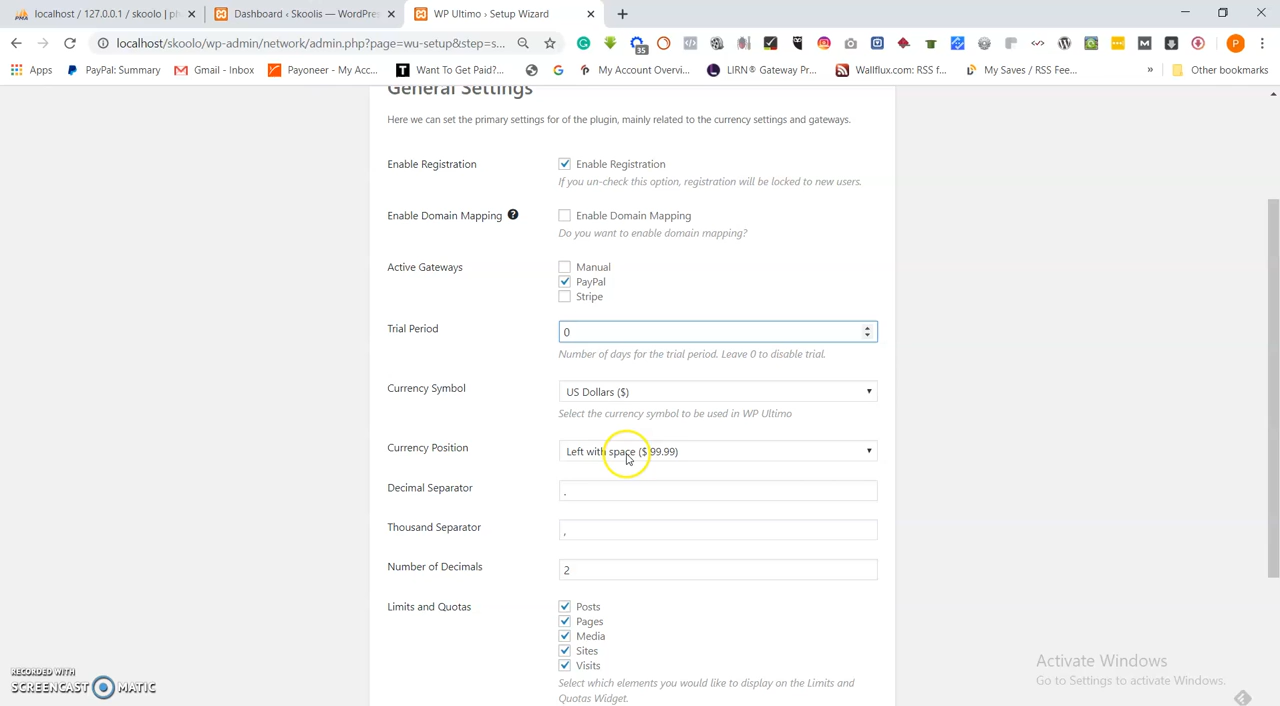 localhost / 127.0.0.1 / skoolo | ph
Dashboard ‹ Skoolis — WordPres
WP Ultimo › Setup Wizard
localhost/skoolo/wp-admin/network/admin.php?page=wu-setup&step=s...
35
P
Apps
PayPal: Summary
Gmail - Inbox
Payoneer - My Acc...
Want To Get Paid?...
My Account Overvi...
LIRN® Gateway Pr...
Wallflux.com: RSS f...
My Saves / RSS Fee...
»
Other bookmarks
General Settings
Here we can set the primary settings for of the plugin, mainly related to the currency settings and gateways.
Enable Registration
Enable Registration
If you un-check this option, registration will be locked to new users.
Enable Domain Mapping
Enable Domain Mapping
Do you want to enable domain mapping?
Active Gateways
Manual
PayPal
Stripe
Trial Period
0
Number of days for the trial period. Leave 0 to disable trial.
Currency Symbol
US Dollars ($)
Select the currency symbol to be used in WP Ultimo
Currency Position
Left with space ($ 99.99)
Decimal Separator
.
Thousand Separator
,
Number of Decimals
2
Limits and Quotas
Posts
Pages
Media
Sites
Visits
Select which elements you would like to display on the Limits and
Quotas Widget.
Activate Windows
Go to Settings to activate Windows.
RECORDED WITH
SCREENCAST MATIC